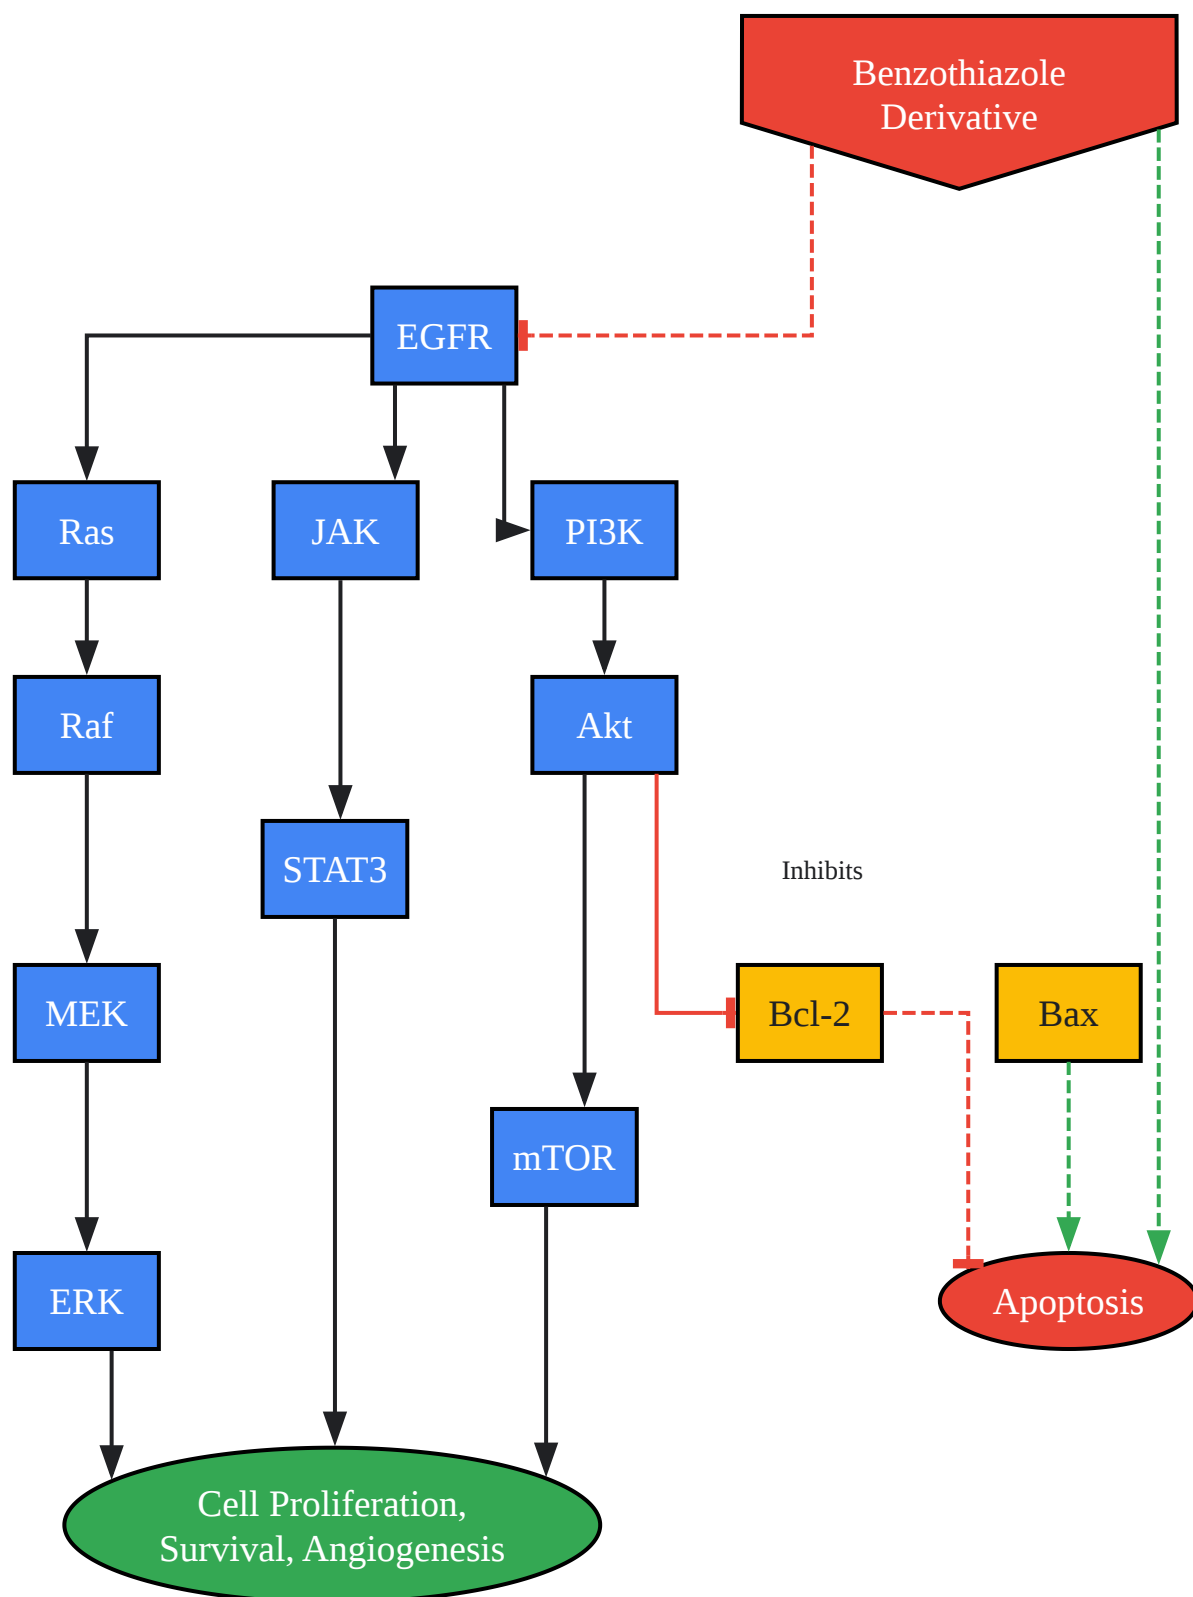 Benzothiazole
Derivative
EGFR
Ras
JAK
PI3K
Raf
Akt
STAT3
Inhibits
MEK
Bcl-2
Bax
mTOR
ERK
Apoptosis
Cell Proliferation,
Survival, Angiogenesis